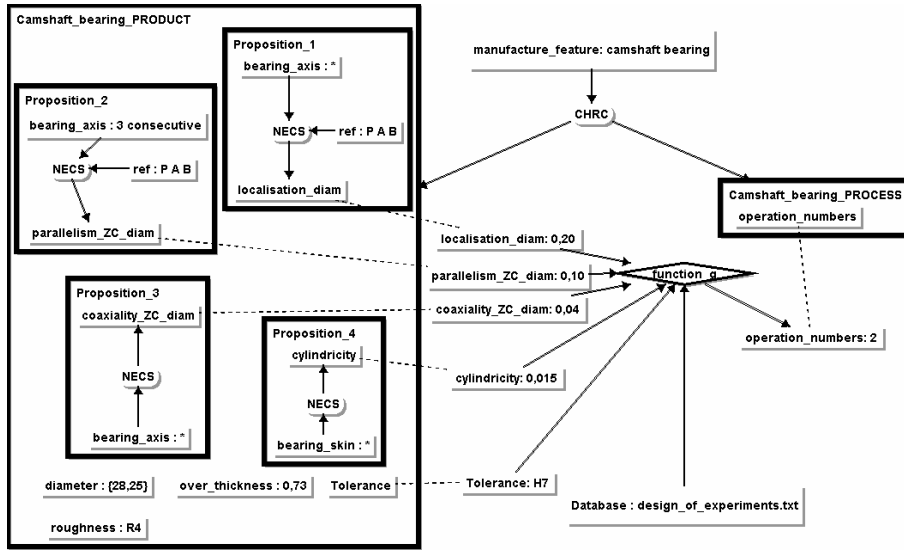 Camshaft_bearing_PRODUCT
Proposition_1
bearing_axis : *
NECS
ref : P A B
localisation_diam
Proposition_2
bearing_axis : 3 consecutive
NECS
ref : P A B
parallelism_ZC_diam
Proposition_3
coaxiality_ZC_diam
NECS
bearing_axis : *
Proposition_4
cylindricity
NECS
bearing_skin : *
diameter : {28,25}
over_thickness : 0,73
Tolerance
roughness : R4
manufacture_feature: camshaft bearing
CHRC
Camshaft_bearing_PROCESS
operation_numbers
localisation_diam: 0,20
parallelism_ZC_diam: 0,10
coaxiality_ZC_diam: 0,04
function_g
operation_numbers: 2
cylindricity: 0,015
Tolerance: H7
Database : design_of_experiments.txt